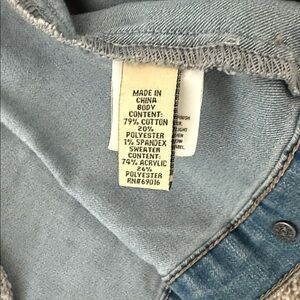 MADE IN
CHINA
BODY
CONTENT:
79% COTTON
20%
POLYESTER
1% SPANDEX
SWEATER
CONTENT:
74% ACRYLIC
26%
POLYESTER
RN#69016